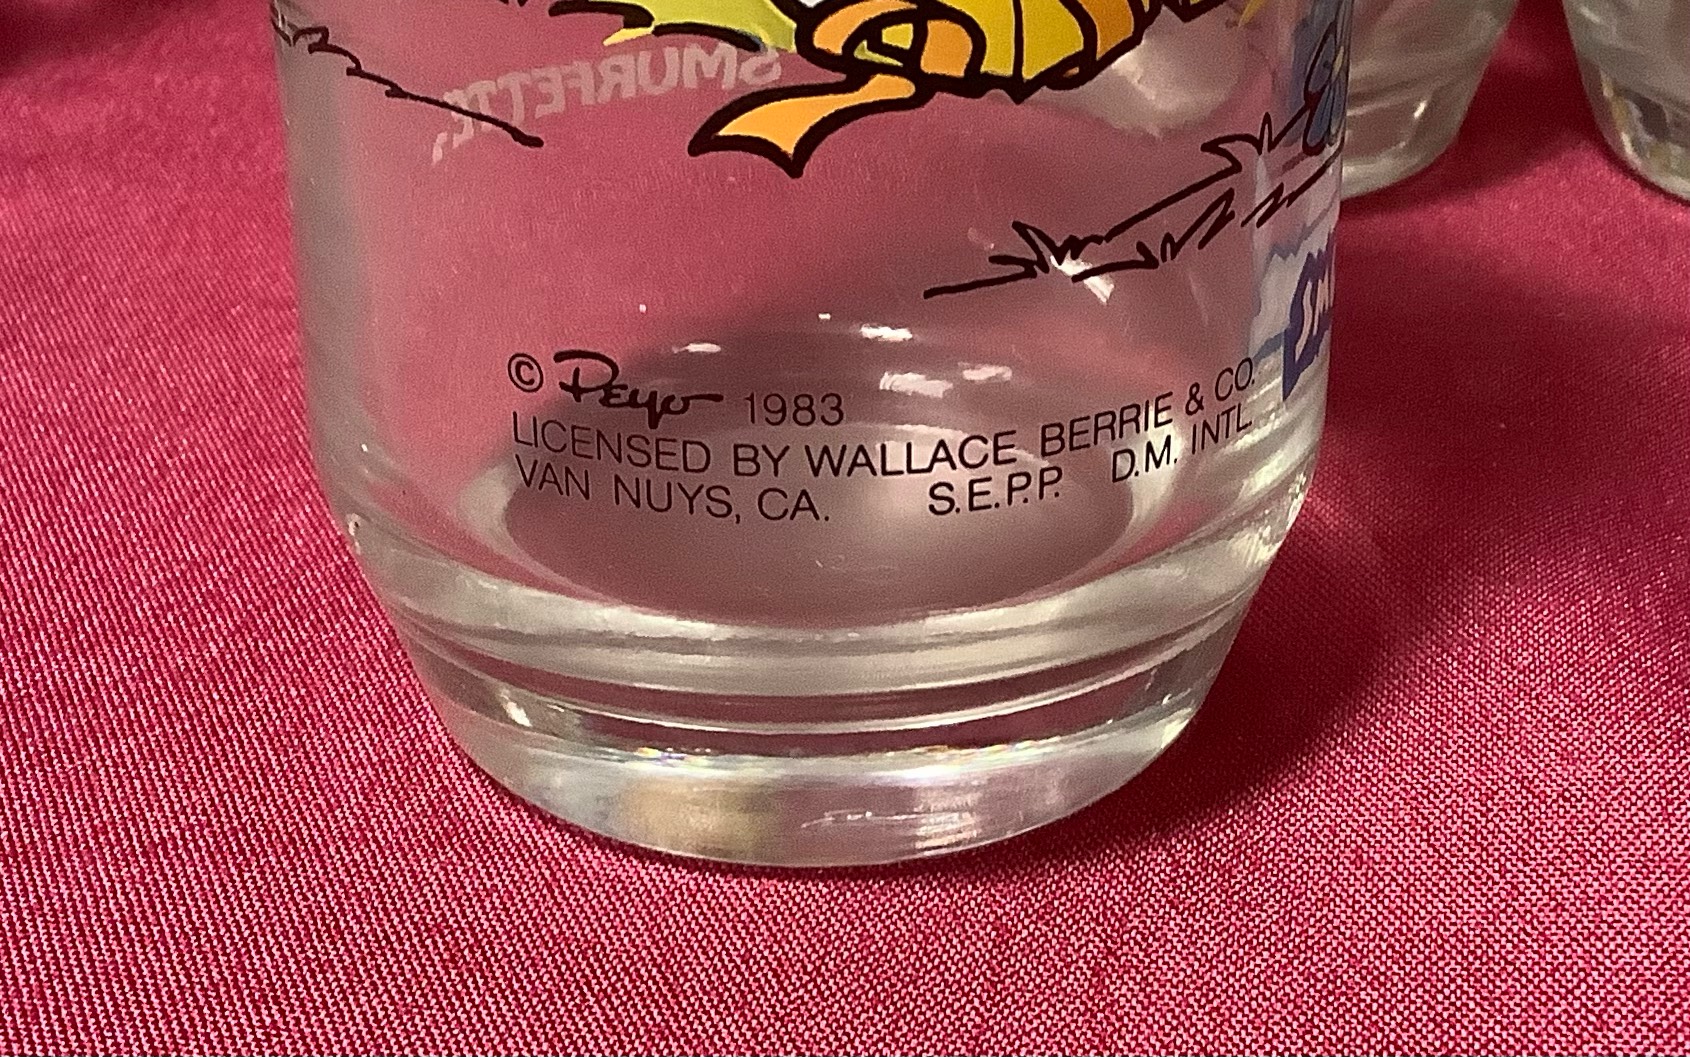 SMURFETTE
© Peyo 1983
LICENSED BY WALLACE BERRIE & CO.
VAN NUYS, CA. S.E.P.P. D.M. INTL.